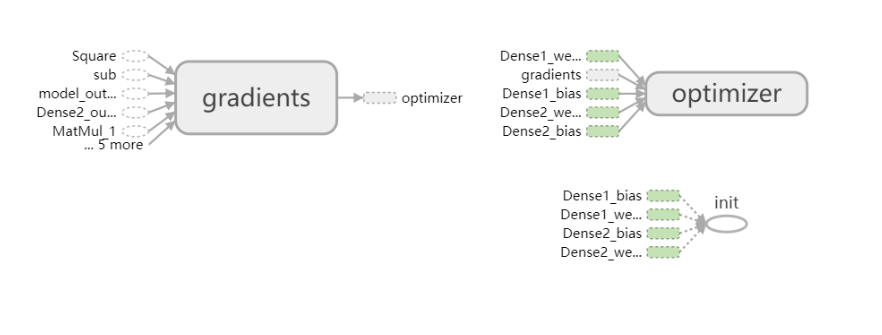 Square
sub
model_out...
Dense2_ou...
MatMul_1
... 5 more
gradients
optimizer
Dense1_we...
gradients
Dense1_bias
Dense2_we...
Dense2_bias
optimizer
Dense1_bias
Dense1_we...
Dense2_bias
Dense2_we...
init